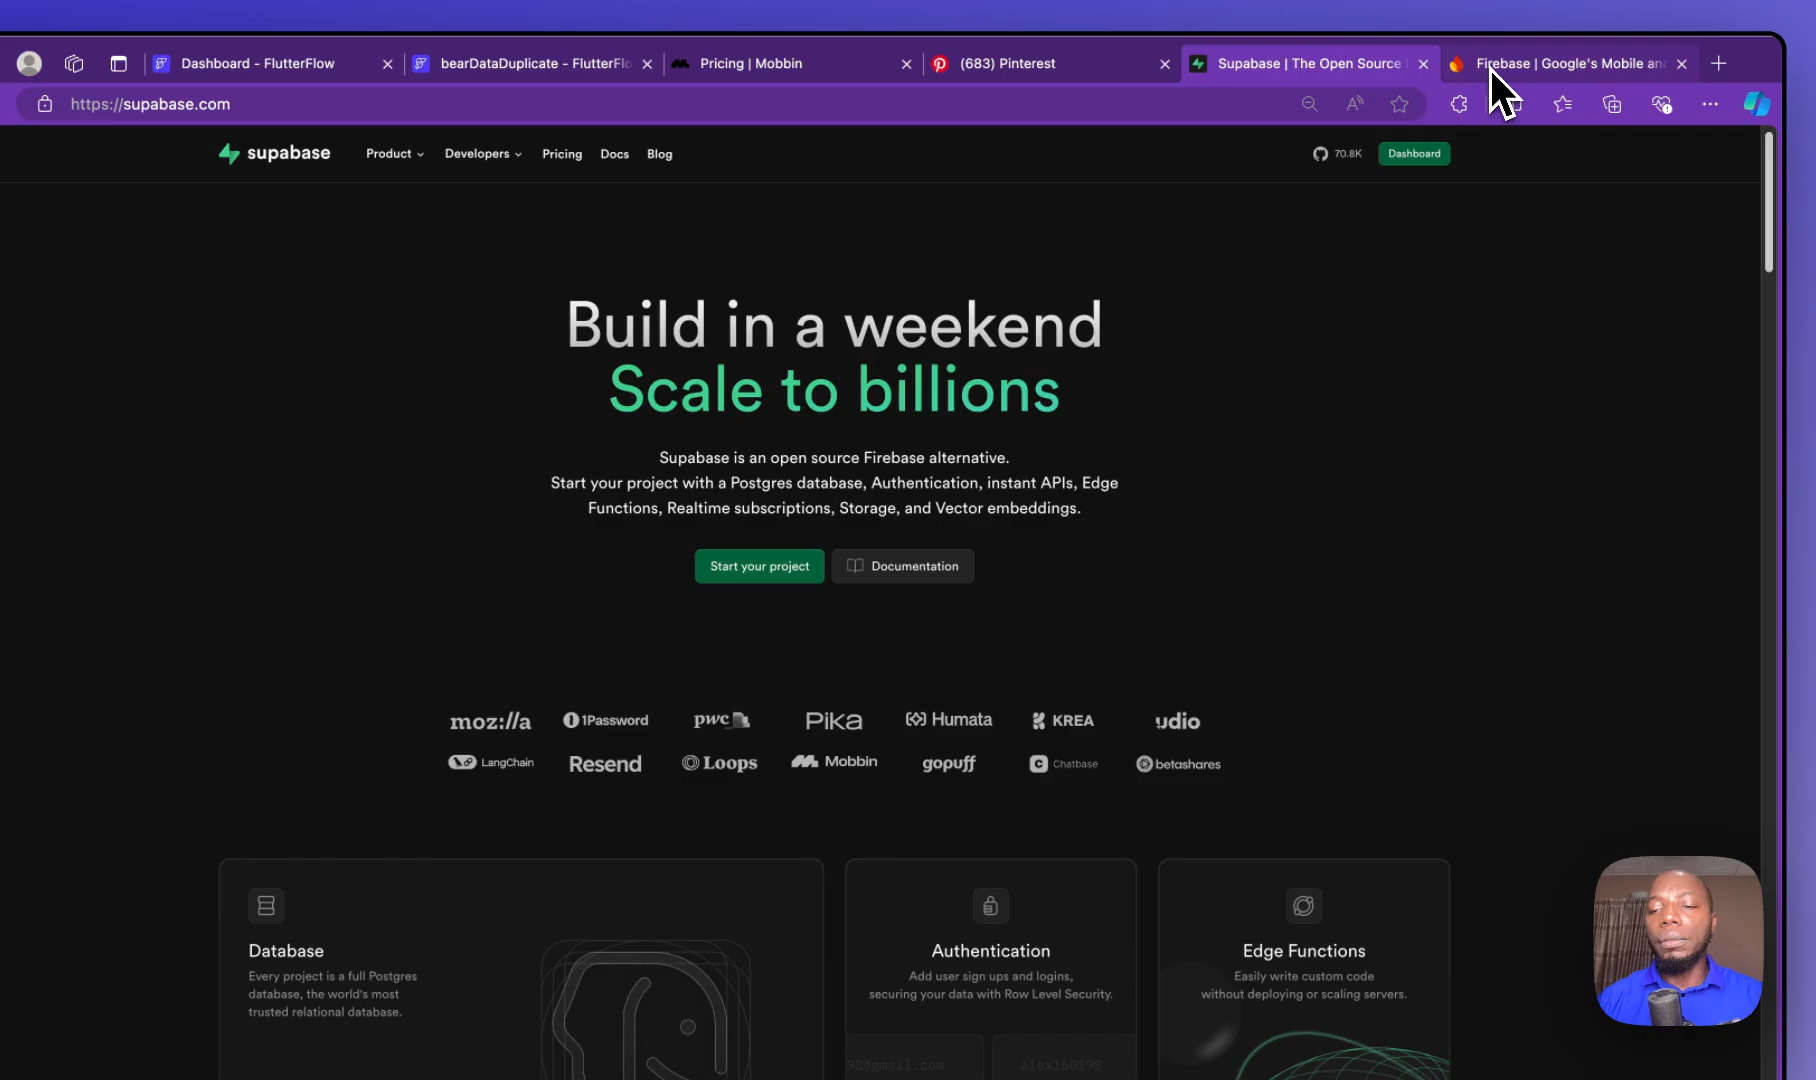 Dashboard - FlutterFlow
bearDataDuplicate - FlutterFlo
Pricing | Mobbin
(683) Pinterest
Supabase | The Open Source
Firebase | Google's Mobile an
https://supabase.com
supabase
Product
Developers
Pricing
Docs
Blog
70.8K
Dashboard
Build in a weekend
Scale to billions
Supabase is an open source Firebase alternative.
Start your project with a Postgres database, Authentication, instant APIs, Edge
Functions, Realtime subscriptions, Storage, and Vector embeddings.
Start your project
Documentation
moz://a
1Password
pwc
Pika
Humata
KREA
udio
LangChain
Resend
Loops
Mobbin
gopuff
Chatbase
betashares
Database
Every project is a full Postgres
database, the world's most
trusted relational database.
Authentication
Add user sign ups and logins,
securing your data with Row Level Security.
98@gmail.com
alex160198
Edge Functions
Easily write custom code
without deploying or scaling servers.